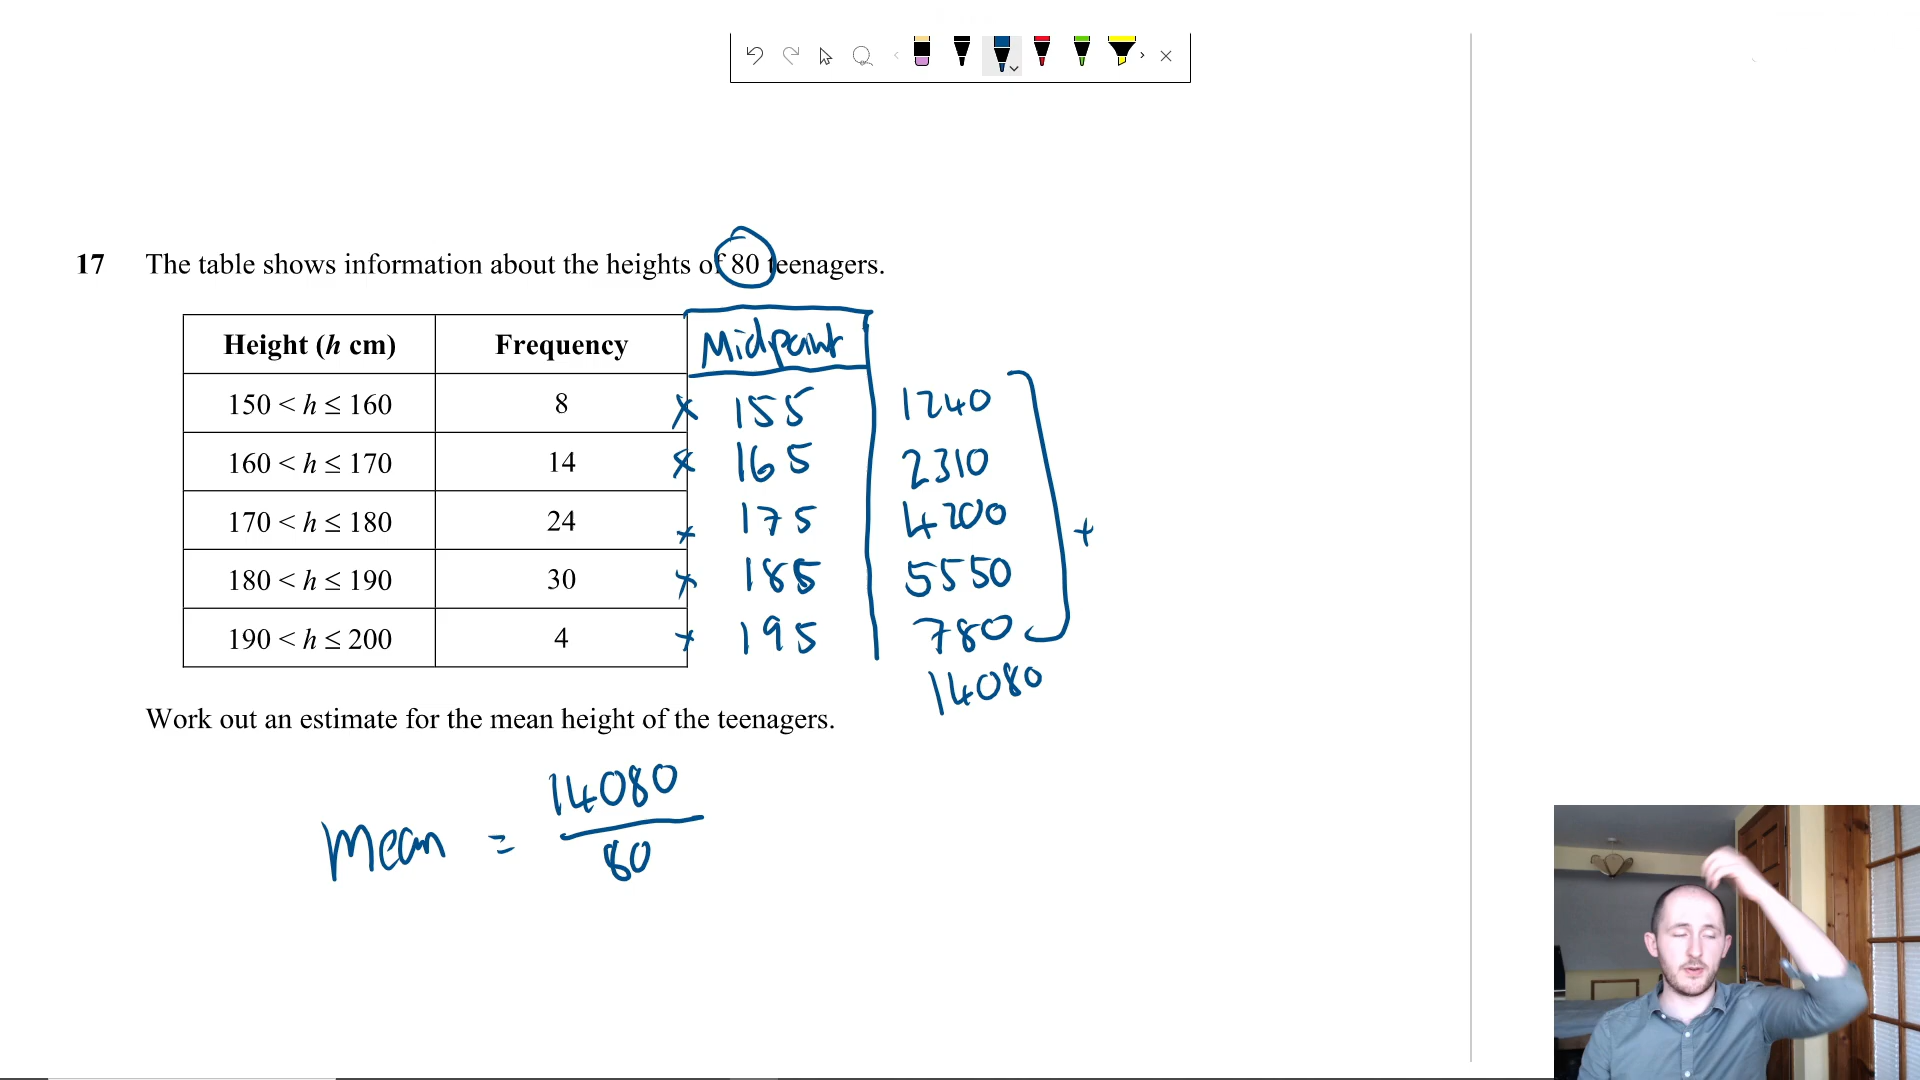 17 The table shows information about the heights of 80 teenagers.
Height (h cm) Frequency Midpoint
150 < h ≤ 160 8 × 155 1240
160 < h ≤ 170 14 × 165 2310
170 < h ≤ 180 24 × 175 4200
+
180 < h ≤ 190 30 × 185 5550
190 < h ≤ 200 4 × 195 780
14080
Work out an estimate for the mean height of the teenagers.
Mean = 14080
80